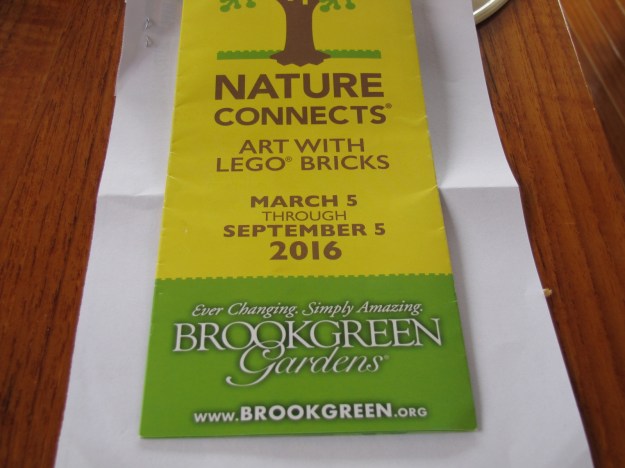 NATURE
CONNECTS®
ART WITH
LEGO® BRICKS
MARCH 5
THROUGH
SEPTEMBER 5
2016
Ever Changing. Simply Amazing.
BROOKGREEN
Gardens®
WWW.BROOKGREEN.ORG